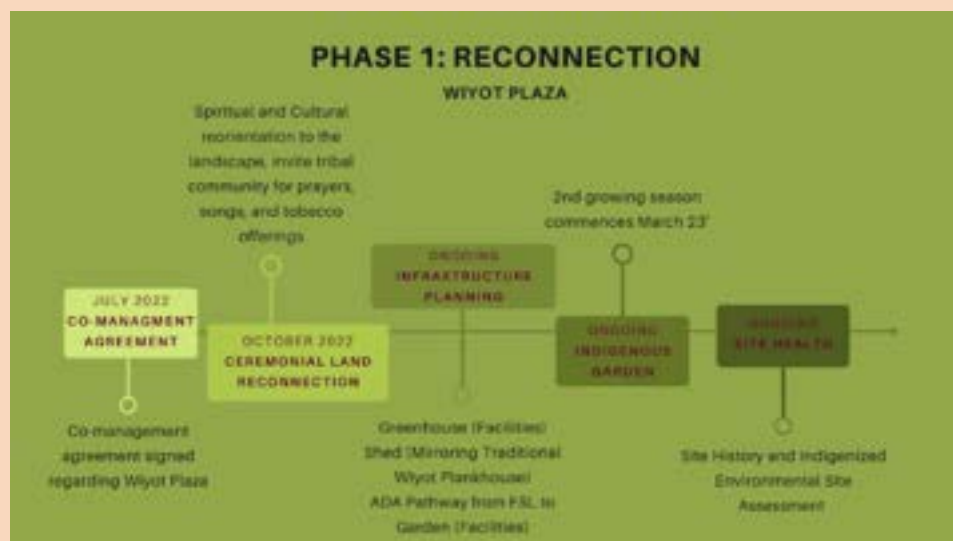 PHASE 1: RECONNECTION
WIYOT PLAZA
Spiritual and Cultural
reorientation to the
landscape, invite tribal
community for prayers,
songs, and tobacco
offerings
2nd growing season
commences March 23'
ONGOING
INFRASTRUCTURE
PLANNING
JULY 2022
CO-MANAGMENT
AGREEMENT
OCTOBER 2022
CEREMONIAL LAND
RECONNECTION
ONGOING
INDIGENOUS
GARDEN
ONGOING
SITE HEALTH
Co-management
agreement signed
regarding Wiyot Plaza
Greenhouse (Facilities)
Shed (Mirroring Traditional
Wiyot Plankhouse)
ADA Pathway from FSL to
Garden (Facilities)
Site History and Indigenized
Environmental Site
Assessment